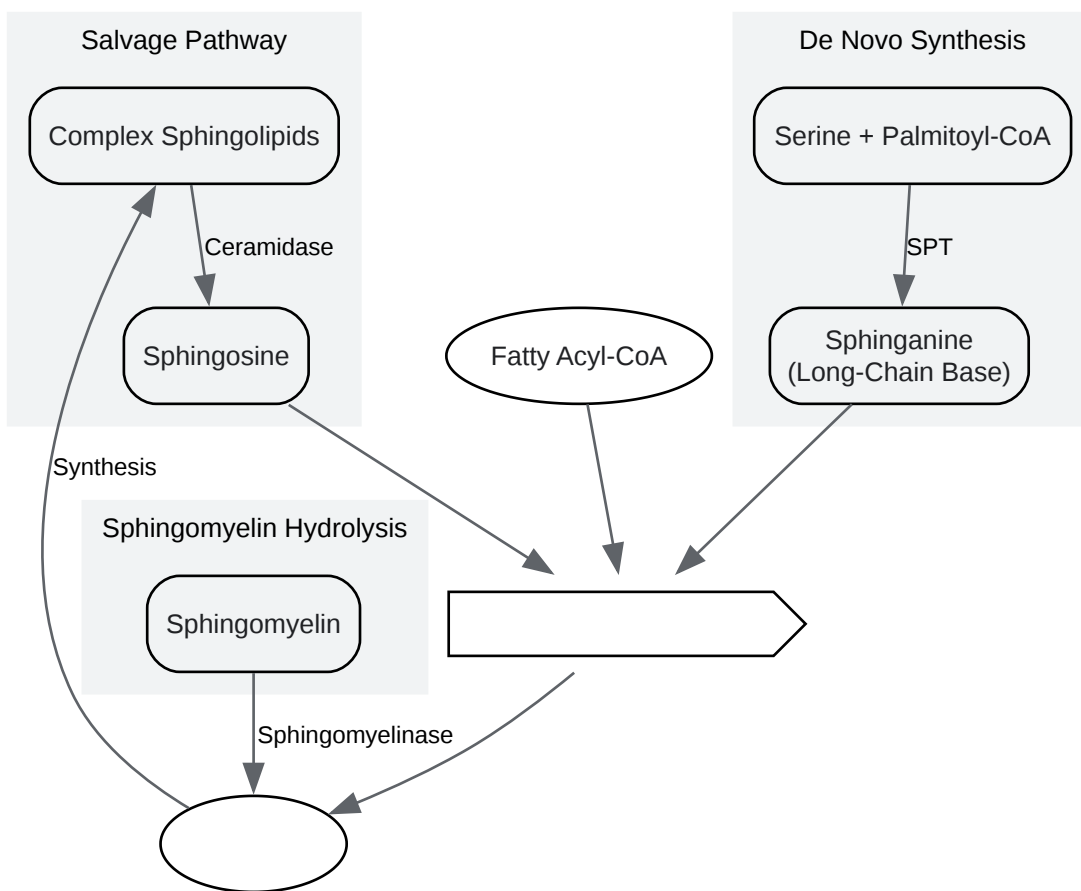 Salvage Pathway
De Novo Synthesis
Complex Sphingolipids
Serine + Palmitoyl-CoA
Ceramidase
SPT
Sphingosine
Fatty Acyl-CoA
Sphinganine
(Long-Chain Base)
Synthesis
Sphingomyelin Hydrolysis
Sphingomyelin
Sphingomyelinase